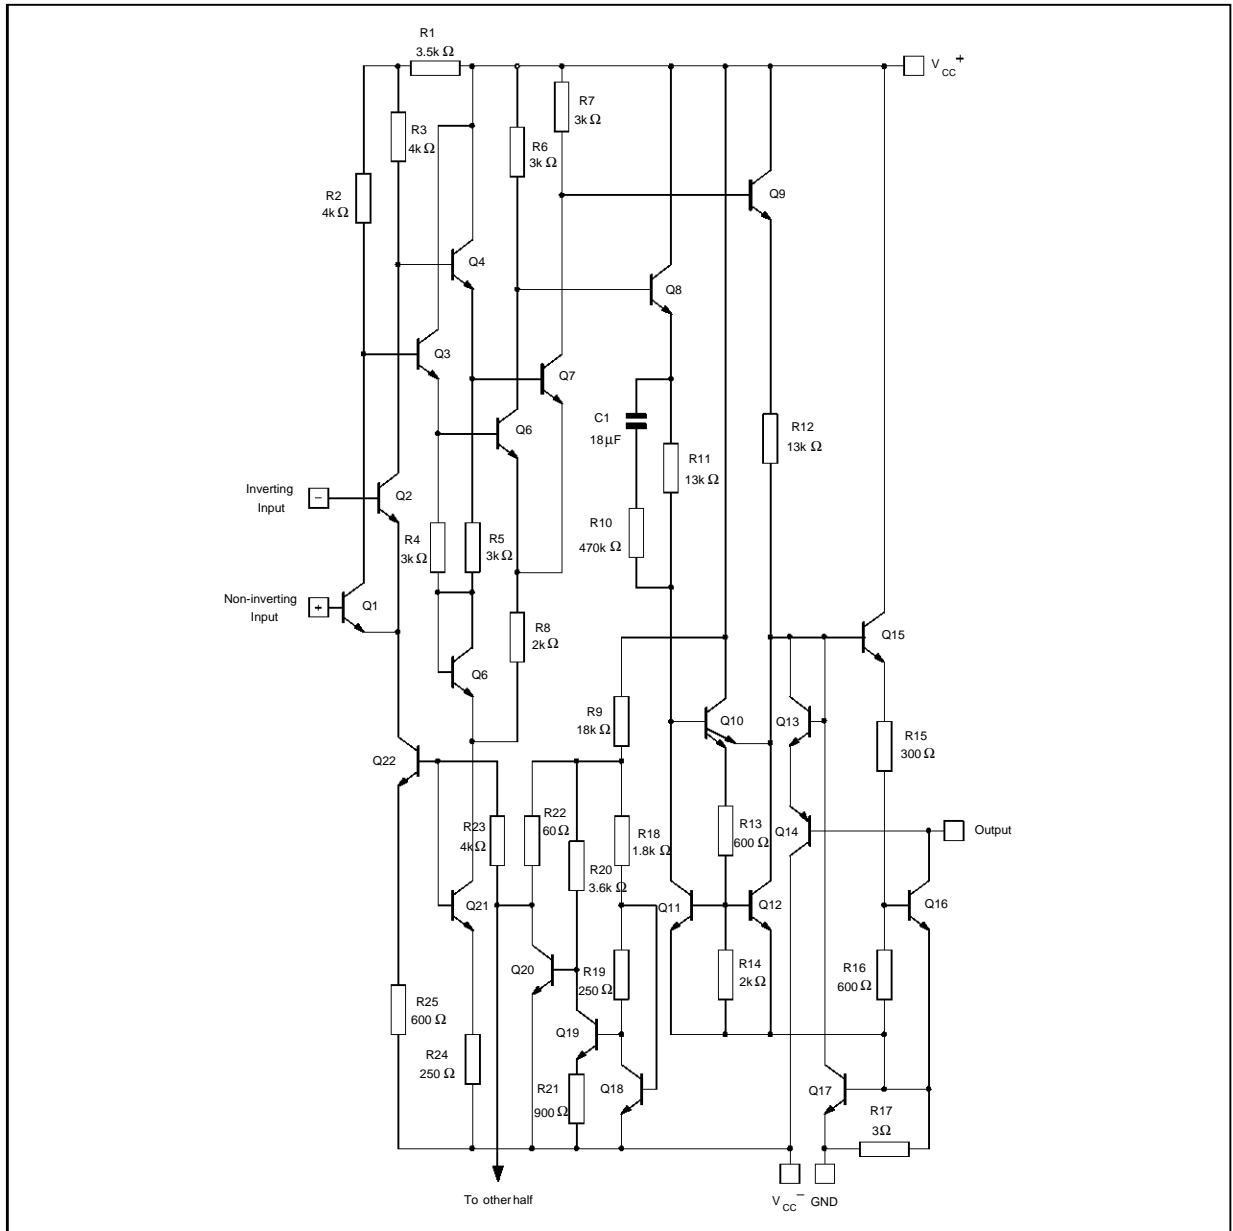 R1
3.5k Ω
V CC +
R7
3k Ω
R3
4k Ω
R6
3k Ω
R2
4k Ω
Q9
Q4
Q8
Q3
Q7
C1
18µF
Q6
R12
13k Ω
R11
13k Ω
Inverting
Input
−
Q2
R10
470k Ω
R4
3k Ω
R5
3k Ω
Non-inverting
Input
+
Q1
R8
2k Ω
Q15
Q6
R9
18k Ω
Q10
Q13
R15
300 Ω
Q22
R23
4k Ω
R22
60 Ω
R18
1.8k Ω
R13
600 Ω
Q14
Output
R20
3.6k Ω
Q21
Q11
Q12
Q16
Q20
R19
250 Ω
R14
2k Ω
R16
600 Ω
R25
600 Ω
Q19
R24
250 Ω
R21
900 Ω
Q18
Q17
R17
3Ω
To other half
V CC −
GND